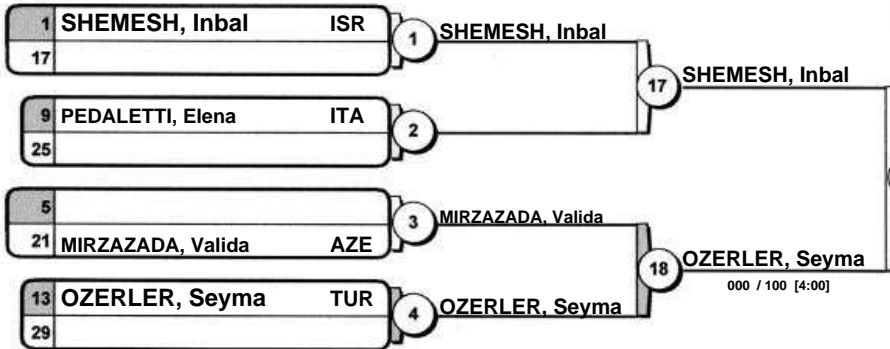 1 SHEMESH, Inbal ISR
17
1 SHEMESH, Inbal
9 PEDALETTI, Elena ITA
25
2
17 SHEMESH, Inbal
5
21 MIRZAZADA, Valida AZE
3 MIRZAZADA, Valida
13 OZERLER, Seyma TUR
29
4 OZERLER, Seyma
18 OZERLER, Seyma
000 / 100 [4:00]